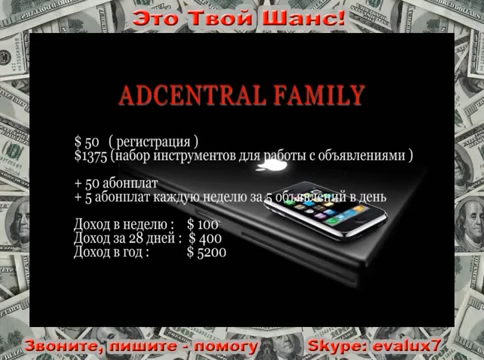 Это Твой Шанс!
ADCENTRAL FAMILY
$ 50 ( регистрация )
$1375 (набор инструментов для работы с объявлениями )
+ 50 абонплат
+ 5 абонплат каждую неделю за 5 объявлений в день
Доход в неделю : $ 100
Доход за 28 дней : $ 400
Доход в год : $ 5200
Звоните, пишите - помогу Skype: evalux7